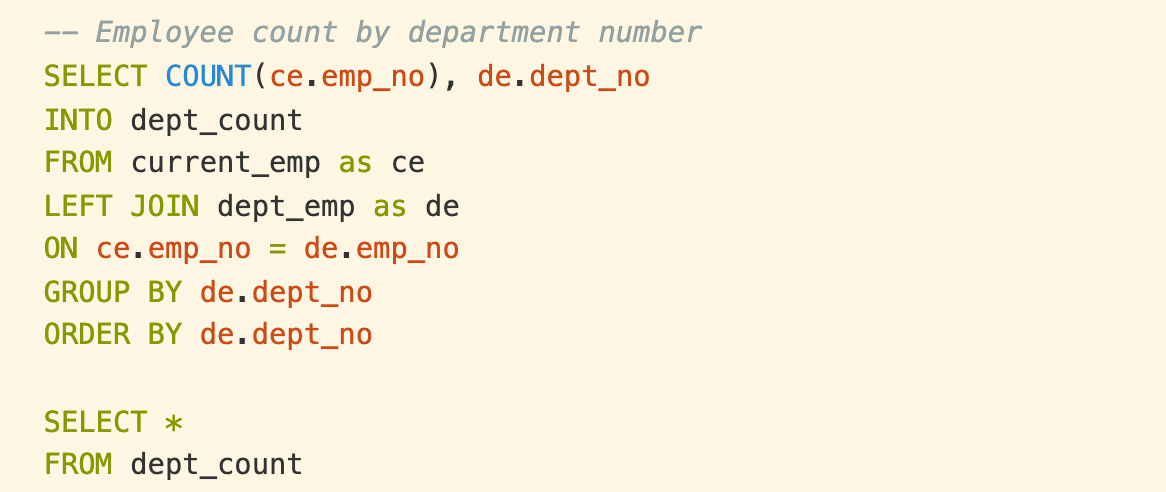 -- Employee count by department number
SELECT COUNT(ce.emp_no), de.dept_no
INTO dept_count
FROM current_emp as ce
LEFT JOIN dept_emp as de
ON ce.emp_no = de.emp_no
GROUP BY de.dept_no
ORDER BY de.dept_no
SELECT *
FROM dept_count